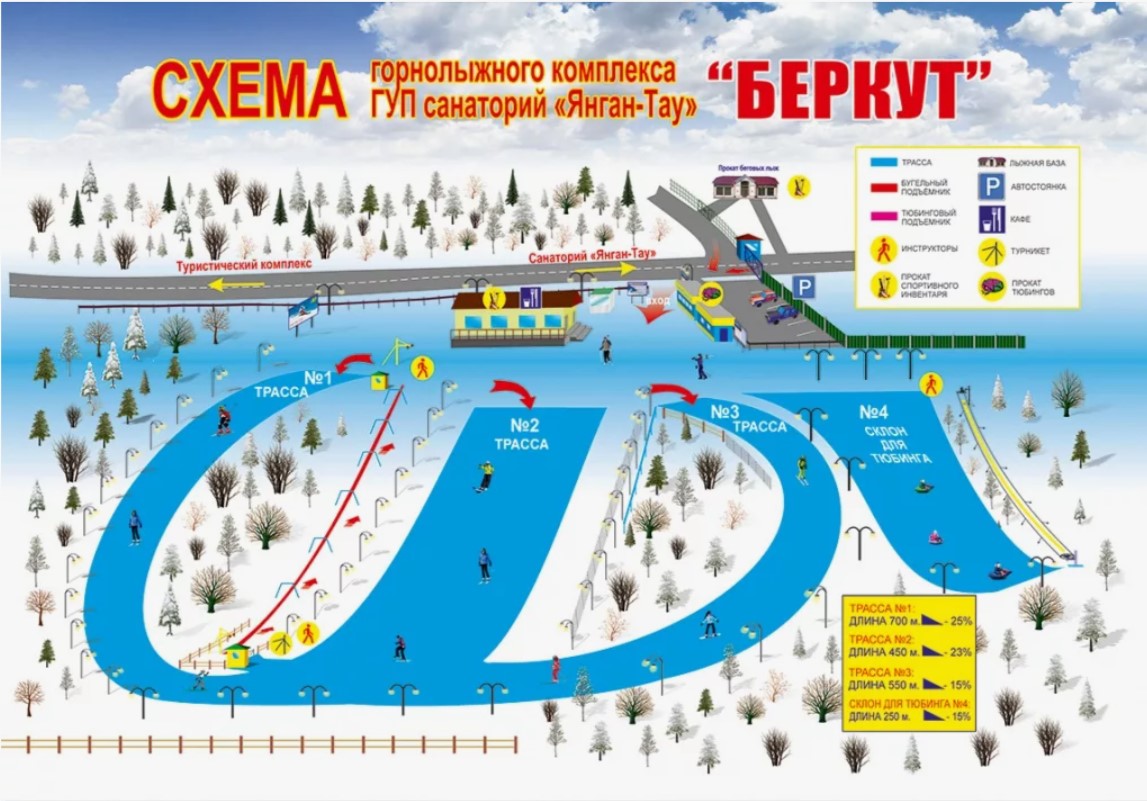 СХЕМА
горнолыжного комплекса
ГУП санаторий «Янган-Тау»
“БЕРКУТ”
Прокат беговых лыж
ТРАССА
БУГЕЛЬНЫЙ
ПОДЪЁМНИК
ТЮБИНГОВЫЙ
ПОДЪЕМНИК
ИНСТРУКТОРЫ
ПРОКАТ
СПОРТИВНОГО
ИНВЕНТАРЯ
ЛЫЖНАЯ БАЗА
P
АВТОСТОЯНКА
КАФЕ
ТУРНИКЕТ
ПРОКАТ
ТЮБИНГОВ
Туристический комплекс
Санаторий «Янган-Тау»
P
ВХОД
№1
ТРАССА
№2
ТРАССА
№3
ТРАССА
№4
СКЛОН
ДЛЯ
ТЮБИНГА
ТРАССА №1:
ДЛИНА 700 м. - 25%
ТРАССА №2:
ДЛИНА 450 м. - 23%
ТРАССА №3:
ДЛИНА 550 м. - 15%
СКЛОН ДЛЯ ТЮБИНГА №4:
ДЛИНА 250 м. - 15%